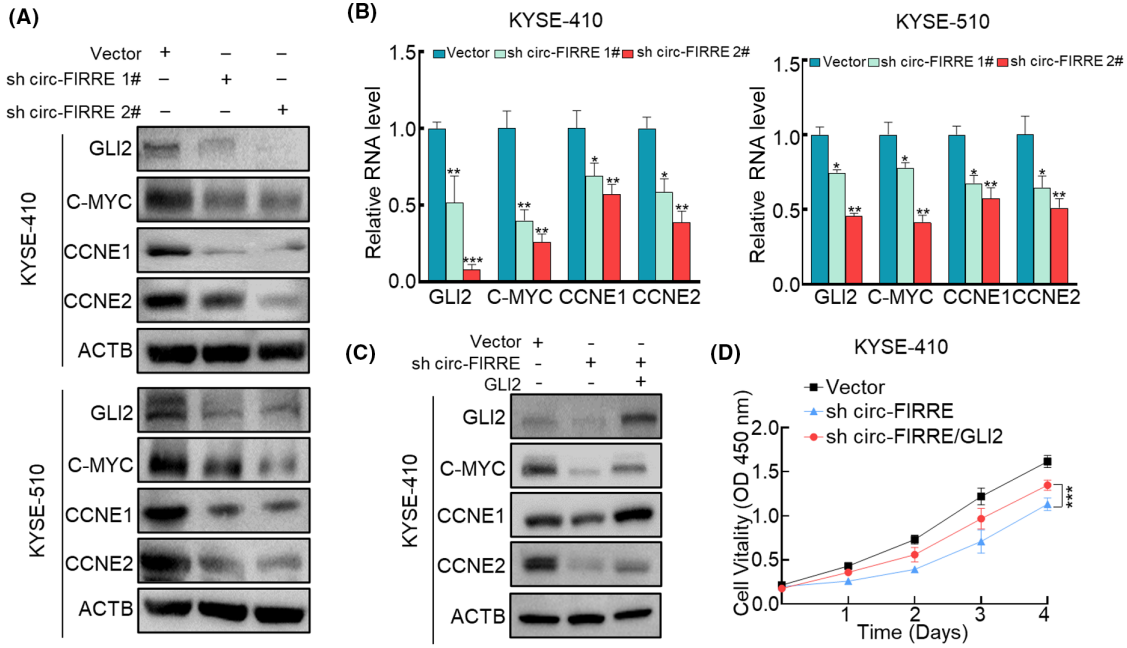 (A)
Vector + – –
sh circ-FIRRE 1# – + –
sh circ-FIRRE 2# – – +
KYSE-410
GLI2
C-MYC
CCNE1
CCNE2
ACTB
KYSE-510
GLI2
C-MYC
CCNE1
CCNE2
ACTB
(B)
KYSE-410
Vector sh circ-FIRRE 1# sh circ-FIRRE 2#
Relative RNA level
1.5
1.0
0.5
0.0
** *** ** ** * ** * **
GLI2 C-MYC CCNE1 CCNE2
KYSE-510
Vector sh circ-FIRRE 1# sh circ-FIRRE 2#
Relative RNA level
1.5
1.0
0.5
0.0
* ** * ** * ** * **
GLI2 C-MYC CCNE1 CCNE2
(C)
Vector + - -
sh circ-FIRRE - + +
GLI2 - - +
KYSE-410
GLI2
C-MYC
CCNE1
CCNE2
ACTB
(D)
KYSE-410
Vector
sh circ-FIRRE
sh circ-FIRRE/GLI2
Cell Vitality (OD 450 nm)
2.0
1.5
1.0
0.5
0.0
***
1 2 3 4
Time (Days)